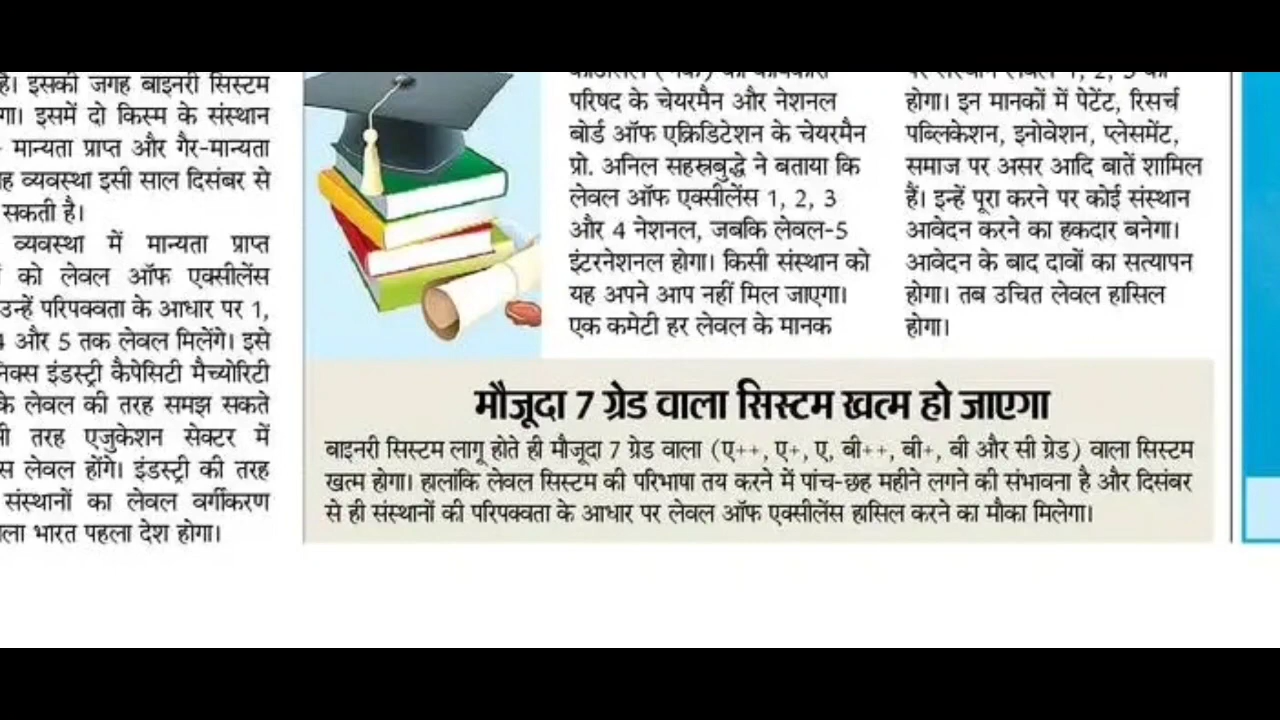 है। इसकी जगह बाइनरी सिस्टम
इसमें दो किस्म के संस्थान
मान्यता प्राप्त और गैर-मान्यता
व्यवस्था इसी साल दिसंबर से
सकती है।
व्यवस्था में मान्यता प्राप्त
को लेवल ऑफ एक्सीलेंस
उन्हें परिपक्वता के आधार पर 1,
और 5 तक लेवल मिलेंगे। इसे
इंडस्ट्री कैपेसिटी मैच्योरिटी
के लेवल की तरह समझ सकते
तरह एजुकेशन सेक्टर में
लेवल होंगे। इंडस्ट्री की तरह
संस्थानों का लेवल वर्गीकरण
भारत पहला देश होगा।
परिषद के चेयरमैन और नेशनल
बोर्ड ऑफ एक्रिडिटेशन के चेयरमैन
प्रो. अनिल सहस्रबुद्धे ने बताया कि
लेवल ऑफ एक्सीलेंस 1, 2, 3
और 4 नेशनल, जबकि लेवल-5
इंटरनेशनल होगा। किसी संस्थान को
यह अपने आप नहीं मिल जाएगा।
एक कमेटी हर लेवल के मानक
होगा। इन मानकों में पेटेंट, रिसर्च
पब्लिकेशन, इनोवेशन, प्लेसमेंट,
समाज पर असर आदि बातें शामिल
हैं। इन्हें पूरा करने पर कोई संस्थान
आवेदन करने का हकदार बनेगा।
आवेदन के बाद दावों का सत्यापन
होगा। तब उचित लेवल हासिल
होगा।
मौजूदा 7 ग्रेड वाला सिस्टम खत्म हो जाएगा
बाइनरी सिस्टम लागू होते ही मौजूदा 7 ग्रेड वाला (ए++, ए+, ए, बी++, बी+, बी और सी ग्रेड) वाला सिस्टम
खत्म होगा। हालांकि लेवल सिस्टम की परिभाषा तय करने में पांच-छह महीने लगने की संभावना है और दिसंबर
से ही संस्थानों की परिपक्वता के आधार पर लेवल ऑफ एक्सीलेंस हासिल करने का मौका मिलेगा।